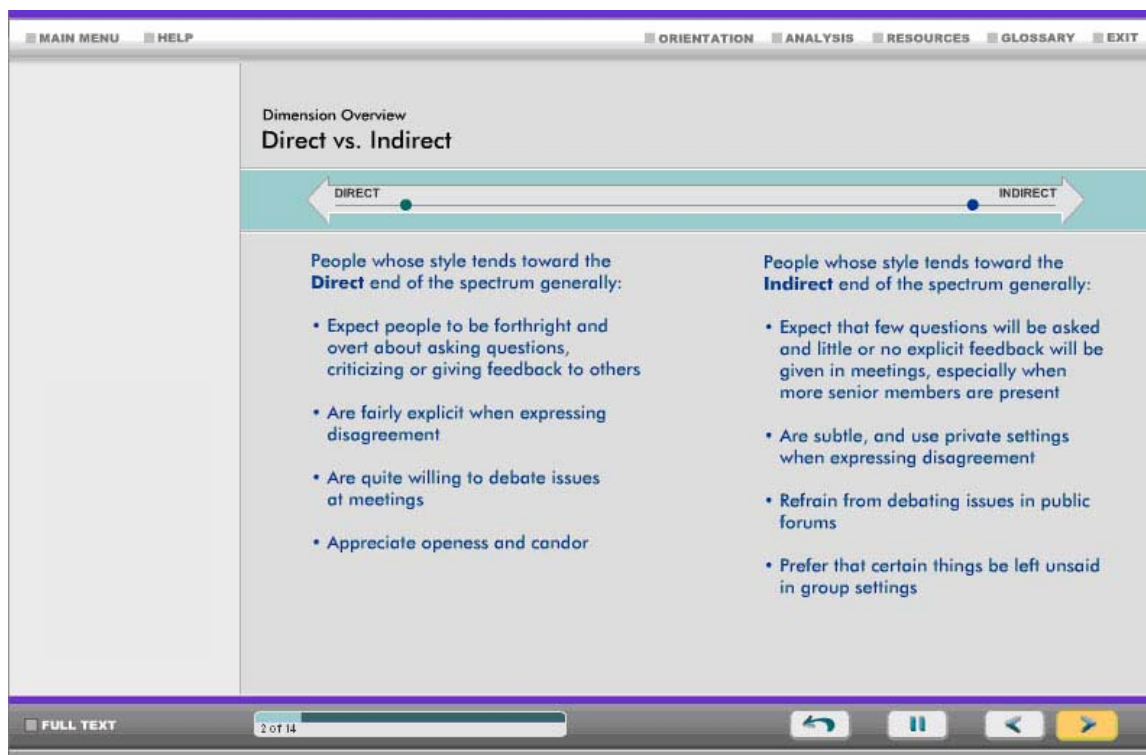 MAIN MENU HELP ORIENTATION ANALYSIS RESOURCES GLOSSARY EXIT
Dimension Overview
Direct vs. Indirect
DIRECT INDIRECT
People whose style tends toward the
Direct end of the spectrum generally:
• Expect people to be forthright and
overt about asking questions,
criticizing or giving feedback to others
• Are fairly explicit when expressing
disagreement
• Are quite willing to debate issues
at meetings
• Appreciate openess and candor
People whose style tends toward the
Indirect end of the spectrum generally:
• Expect that few questions will be asked
and little or no explicit feedback will be
given in meetings, especially when
more senior members are present
• Are subtle, and use private settings
when expressing disagreement
• Refrain from debating issues in public
forums
• Prefer that certain things be left unsaid
in group settings
FULL TEXT 2 of 14